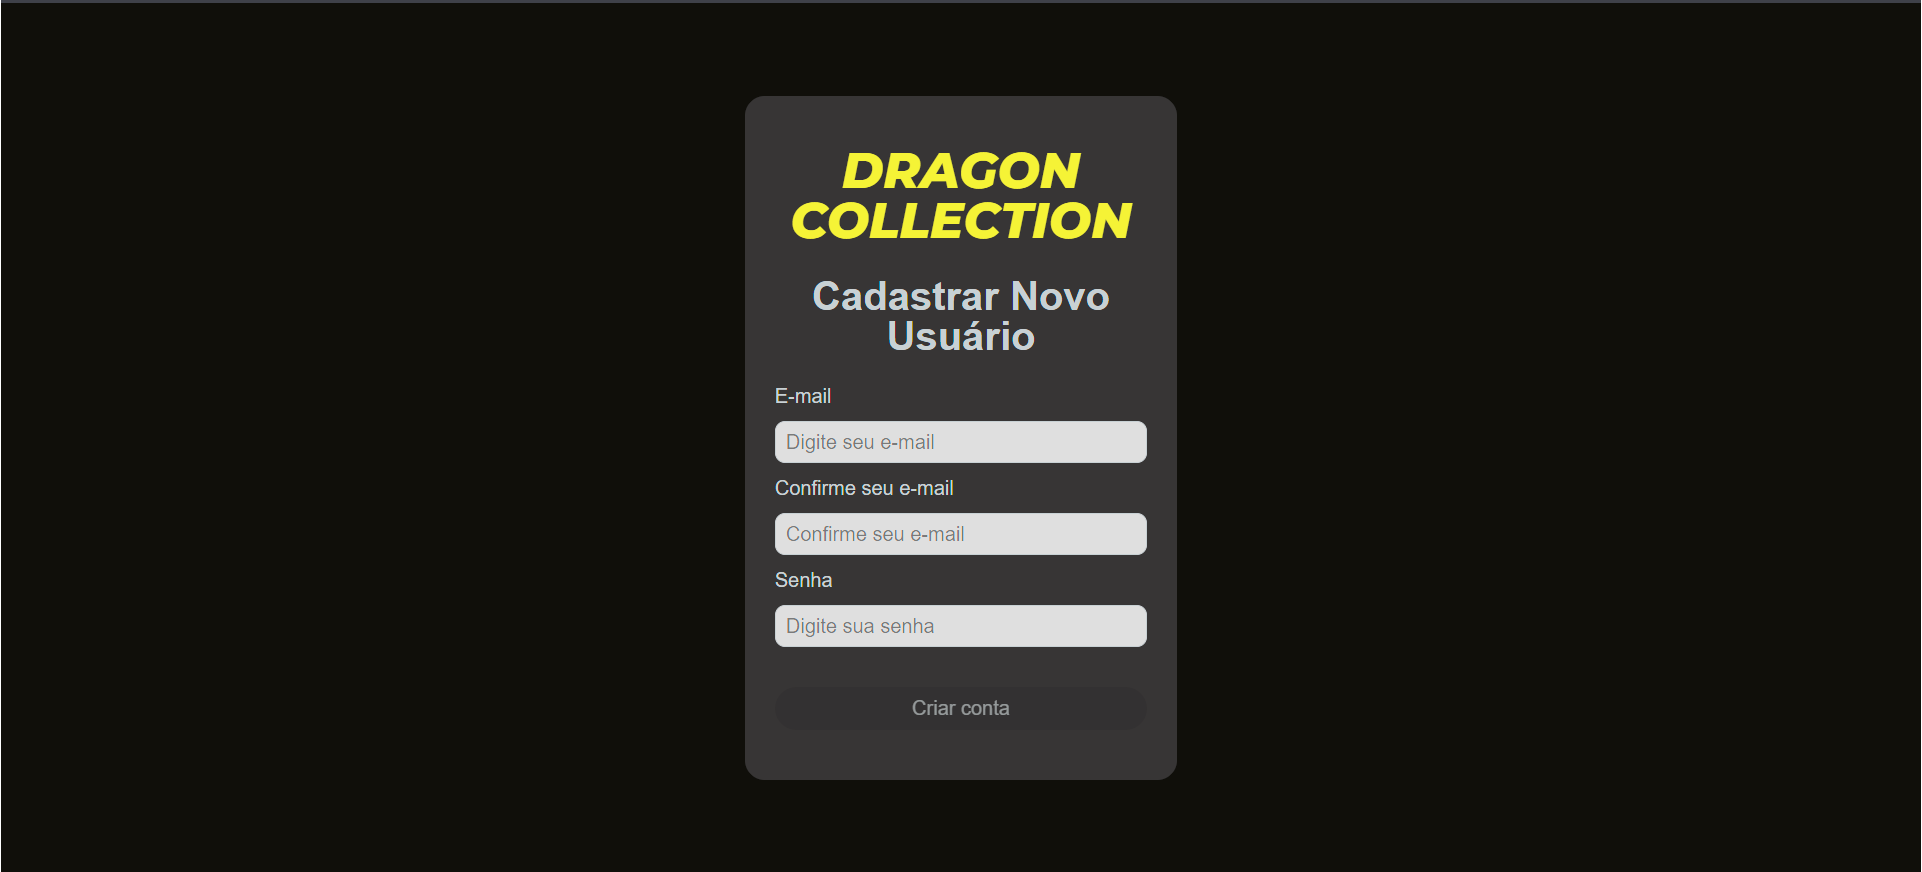 DRAGON
COLLECTION
Cadastrar Novo
Usuário
E-mail
Digite seu e-mail
Confirme seu e-mail
Confirme seu e-mail
Senha
Digite sua senha
Criar conta